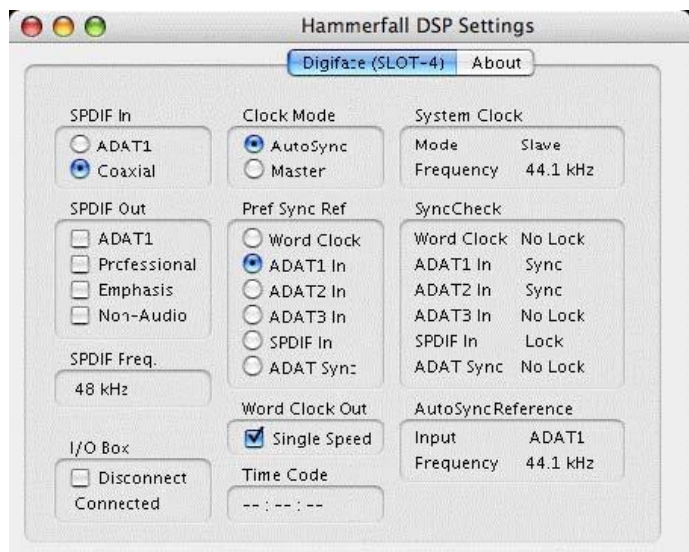 Hammerfall DSP Settings
Digiface (SLOT-4) About
SPDIF In
ADAT1
Coaxial
SPDIF Out
ADAT1
Professional
Emphasis
Non-Audio
SPDIF Freq.
48 kHz
I/O Box
Disconnect
Connected
Clock Mode
AutoSync
Master
Pref Sync Ref
Word Clock
ADAT1 In
ADAT2 In
ADAT3 In
SPDIF In
ADAT Sync
Word Clock Out
Single Speed
Time Code
-- : -- : --
System Clock
Mode Slave
Frequency 44.1 kHz
SyncCheck
Word Clock No Lock
ADAT1 In Sync
ADAT2 In Sync
ADAT3 In No Lock
SPDIF In Lock
ADAT Sync No Lock
AutoSyncReference
Input ADAT1
Frequency 44.1 kHz